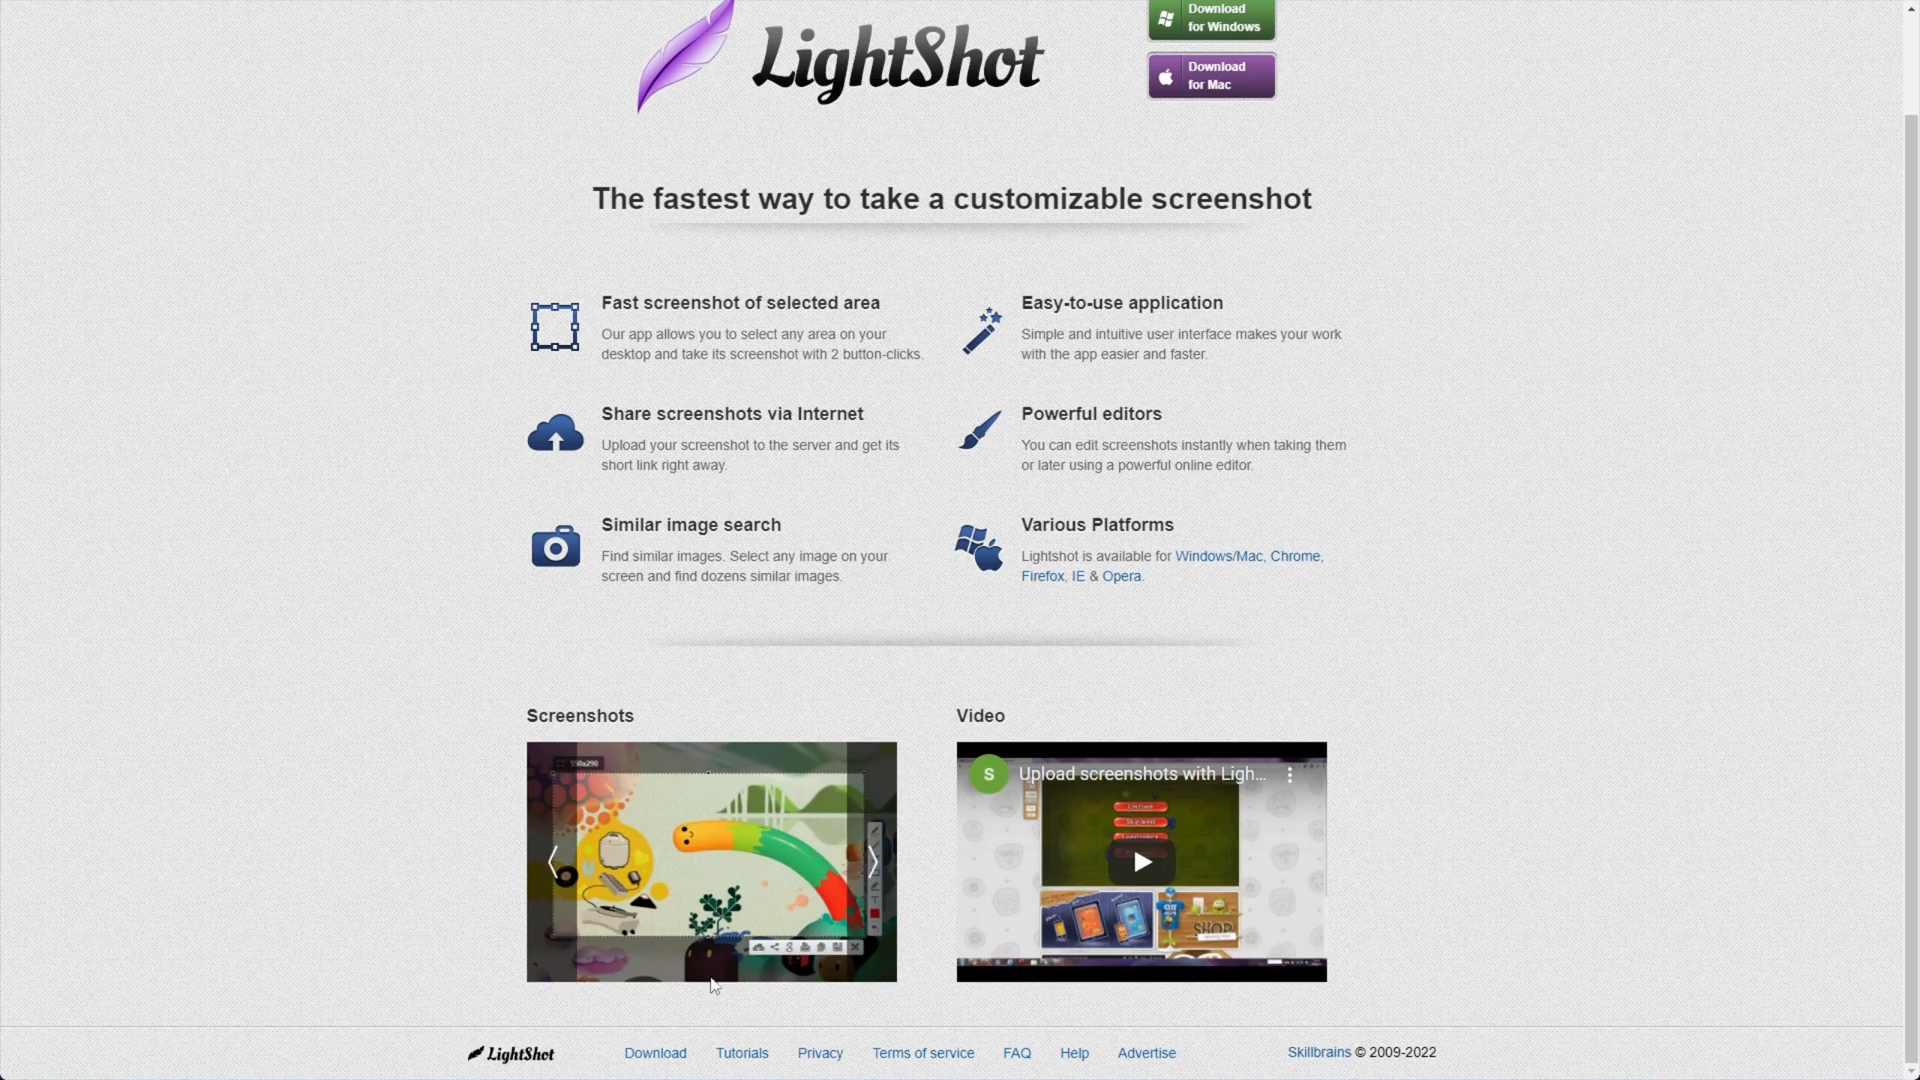 LightShot
Download
for Windows
Download
for Mac
The fastest way to take a customizable screenshot
Fast screenshot of selected area
Our app allows you to select any area on your
desktop and take its screenshot with 2 button-clicks.
Easy-to-use application
Simple and intuitive user interface makes your work
with the app easier and faster.
Share screenshots via Internet
Upload your screenshot to the server and get its
short link right away.
Powerful editors
You can edit screenshots instantly when taking them
or later using a powerful online editor.
Similar image search
Find similar images. Select any image on your
screen and find dozens similar images.
Various Platforms
Lightshot is available for Windows/Mac, Chrome,
Firefox, IE & Opera.
Screenshots
Video
550x290
S
Upload screenshots with Ligh...
SHOP
LightShot
Download
Tutorials
Privacy
Terms of service
FAQ
Help
Advertise
Skillbrains © 2009-2022